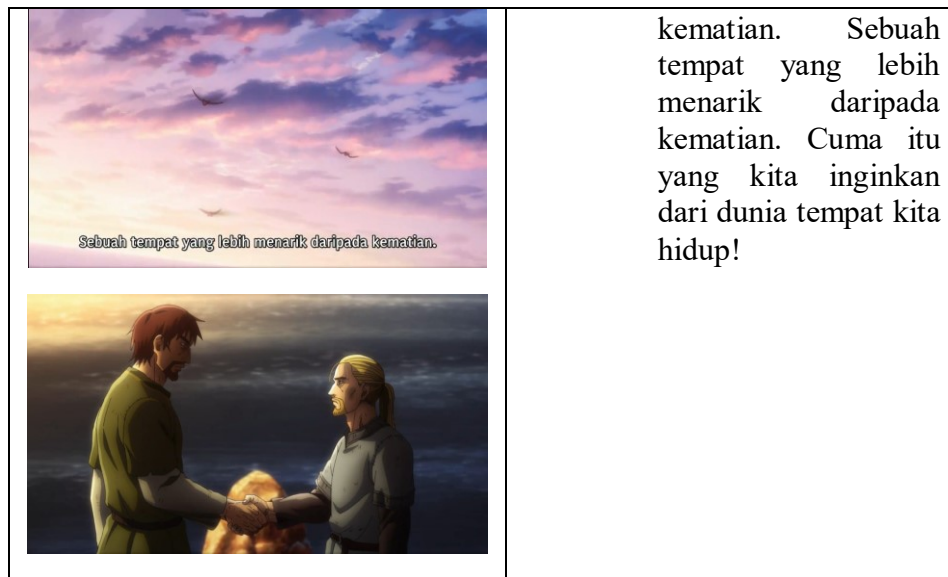 Sebuah tempat yang lebih menarik daripada kematian.
kematian. Sebuah
tempat yang lebih
menarik daripada
kematian. Cuma itu
yang kita inginkan
dari dunia tempat kita
hidup!